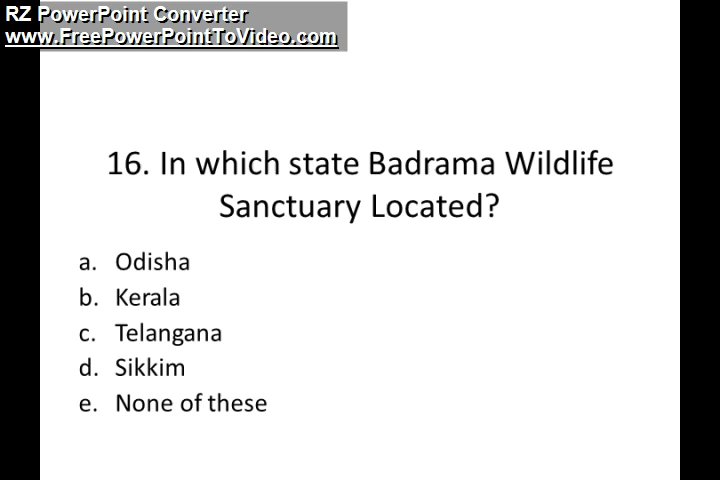 RZ PowerPoint Converter
www.FreePowerPointToVideo.com
16. In which state Badrama Wildlife
Sanctuary Located?
a. Odisha
b. Kerala
c. Telangana
d. Sikkim
e. None of these